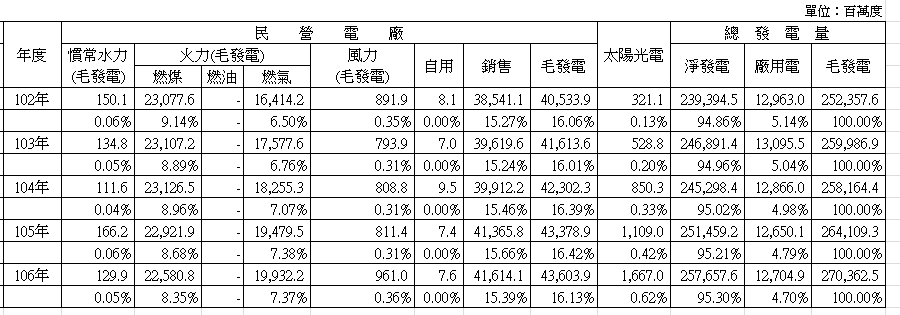 單位：百萬度
民 營 電 廠
總 發 電 量
年度
慣常水力
(毛發電)
火力(毛發電)
燃煤
燃油
燃氣
風力
(毛發電)
自用
銷售
毛發電
太陽光電
淨發電
廠用電
毛發電
102年 150.1 23,077.6 - 16,414.2 891.9 8.1 38,541.1 40,533.9 321.1 239,394.5 12,963.0 252,357.6
0.06% 9.14% - 6.50% 0.35% 0.00% 15.27% 16.06% 0.13% 94.86% 5.14% 100.00%
103年 134.8 23,107.2 - 17,577.6 793.9 7.0 39,619.6 41,613.6 528.8 246,891.4 13,095.5 259,986.9
0.05% 8.89% - 6.76% 0.31% 0.00% 15.24% 16.01% 0.20% 94.96% 5.04% 100.00%
104年 111.6 23,126.5 - 18,255.3 808.8 9.5 39,912.2 42,302.3 850.3 245,298.4 12,866.0 258,164.4
0.04% 8.96% - 7.07% 0.31% 0.00% 15.46% 16.39% 0.33% 95.02% 4.98% 100.00%
105年 166.2 22,921.9 - 19,479.5 811.4 7.4 41,365.8 43,378.9 1,109.0 251,459.2 12,650.1 264,109.3
0.06% 8.68% - 7.38% 0.31% 0.00% 15.66% 16.42% 0.42% 95.21% 4.79% 100.00%
106年 129.9 22,580.8 - 19,932.2 961.0 7.6 41,614.1 43,603.9 1,667.0 257,657.6 12,704.9 270,362.5
0.05% 8.35% - 7.37% 0.36% 0.00% 15.39% 16.13% 0.62% 95.30% 4.70% 100.00%